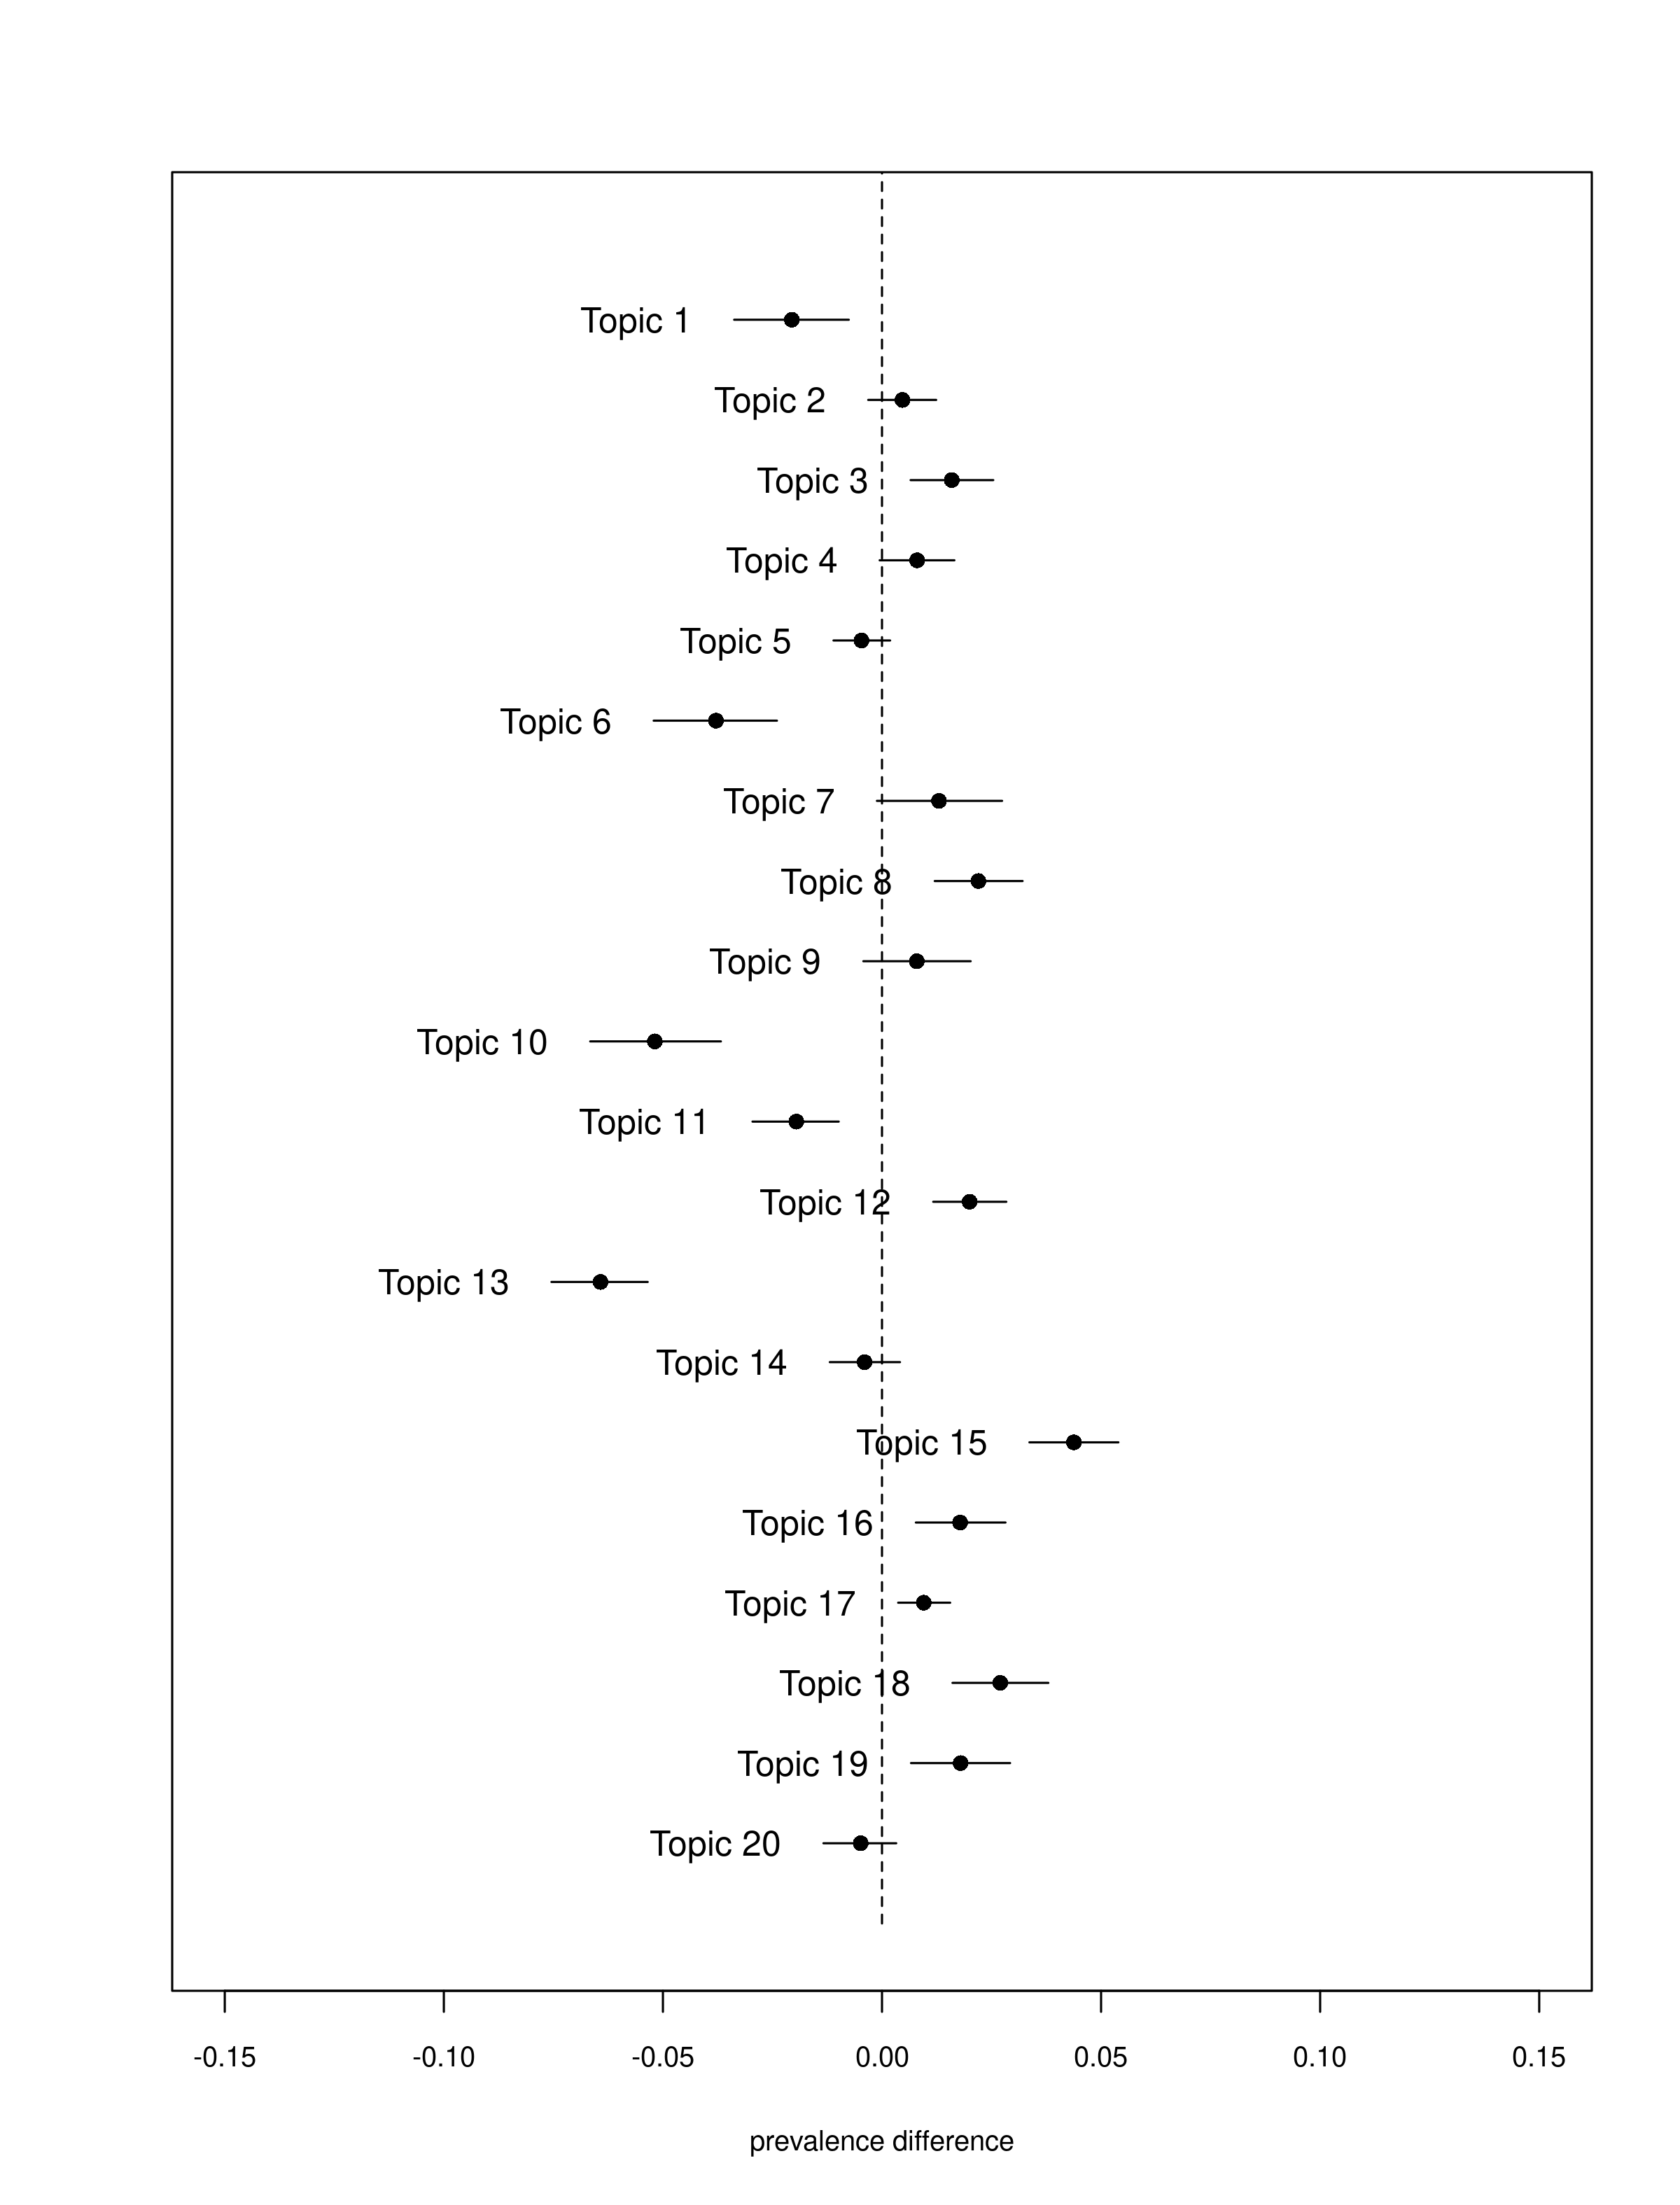 Topic 1
Topic 2
Topic 3
Topic 4
Topic 5
Topic 6
Topic 7
Topic 8
Topic 9
Topic 10
Topic 11
Topic 12
Topic 13
Topic 14
Topic 15
Topic 16
Topic 17
Topic 18
Topic 19
Topic 20
-0.15 -0.10 -0.05 0.00 0.05 0.10 0.15
prevalence difference